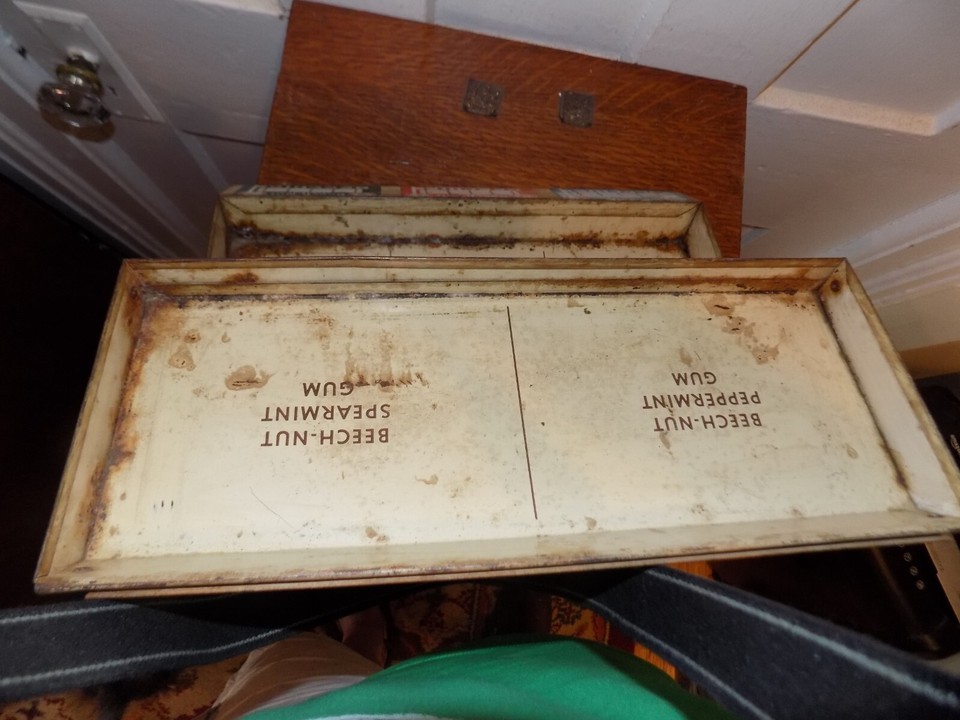 BEECH-NUT
SPEARMINT
GUM
BEECH-NUT
PEPPERMINT
GUM